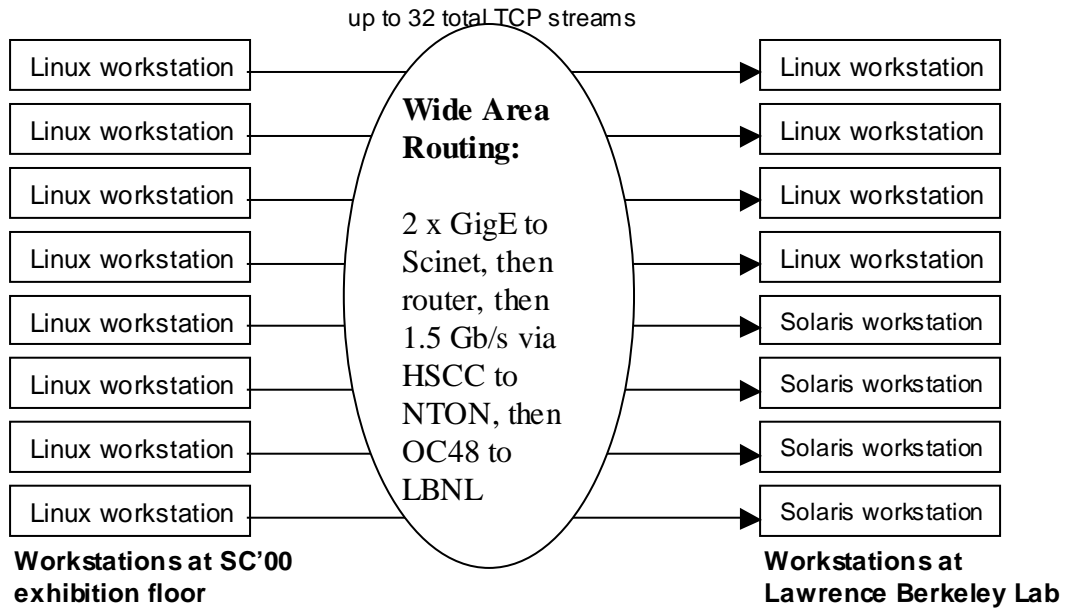 up to 32 total TCP streams
Linux workstation
Linux workstation
Linux workstation
Linux workstation
Linux workstation
Linux workstation
Linux workstation
Linux workstation
Workstations at SC'00
exhibition floor
Wide Area
Routing:
2 x GigE to
Scinet, then
router, then
1.5 Gb/s via
HSCC to
NTON, then
OC48 to
LBNL
Linux workstation
Linux workstation
Linux workstation
Linux workstation
Solaris workstation
Solaris workstation
Solaris workstation
Solaris workstation
Workstations at
Lawrence Berkeley Lab